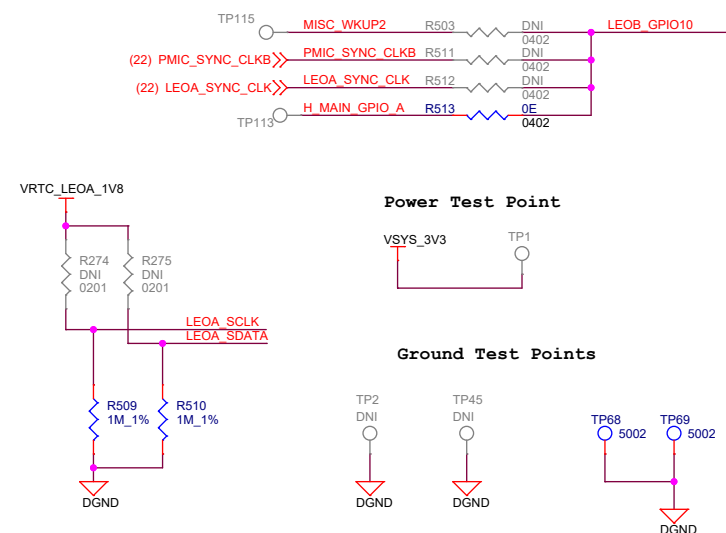 TP115 MISC_WKUP2 R503 DNI LEOB_GPIO10
0402
(22) PMIC_SYNC_CLKB PMIC_SYNC_CLKB R511 DNI
0402
(22) LEOA_SYNC_CLK LEOA_SYNC_CLK R512 DNI
0402
TP113 H_MAIN_GPIO_A R513 0E
0402
VRTC_LEOA_1V8
R274 R275
DNI DNI
0201 0201
LEOA_SCLK
LEOA_SDATA
R509 R510
1M_1% 1M_1%
DGND
Power Test Point
VSYS_3V3 TP1
Ground Test Points
TP2 TP45
DNI DNI
DGND DGND
TP68 TP69
5002 5002
DGND